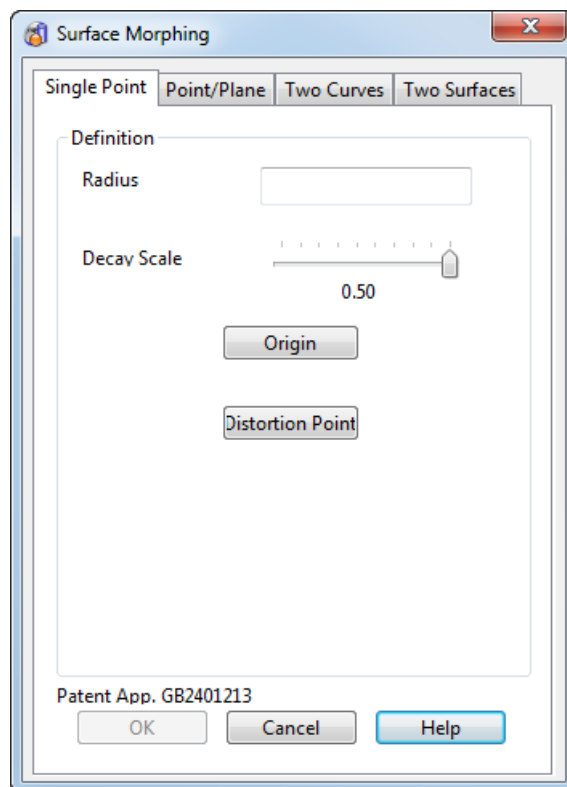 Surface Morphing
Single Point Point/Plane Two Curves Two Surfaces
Definition
Radius
Decay Scale
0.50
Origin
Distortion Point
Patent App. GB2401213
OK Cancel Help